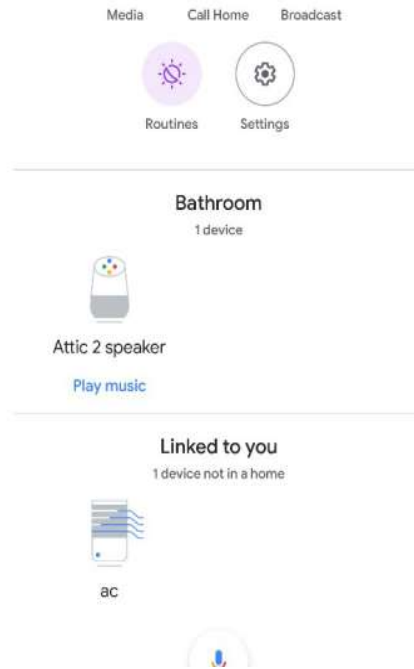 Media Call Home Broadcast
Routines Settings
Bathroom
1 device
Attic 2 speaker
Play music
Linked to you
1 device not in a home
ac